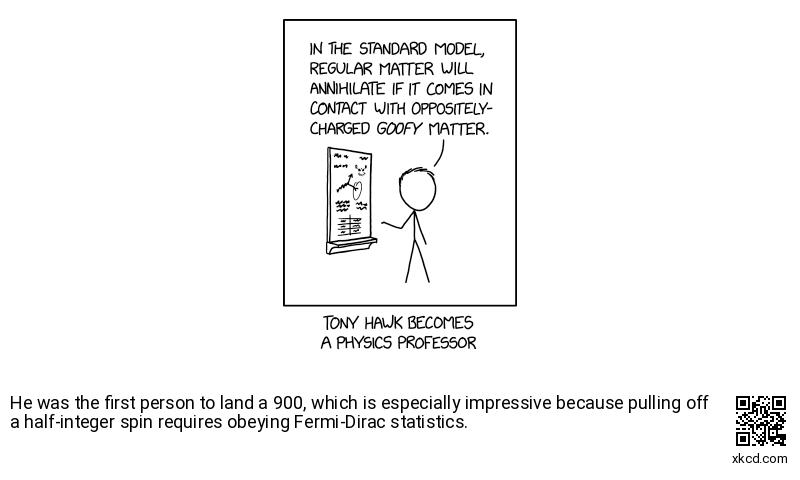 IN THE STANDARD MODEL,
REGULAR MATTER WILL
ANNIHILATE IF IT COMES IN
CONTACT WITH OPPOSITELY-
CHARGED GOOFY MATTER.
TONY HAWK BECOMES
A PHYSICS PROFESSOR
He was the first person to land a 900, which is especially impressive because pulling off
a half-integer spin requires obeying Fermi-Dirac statistics.
xkcd.com